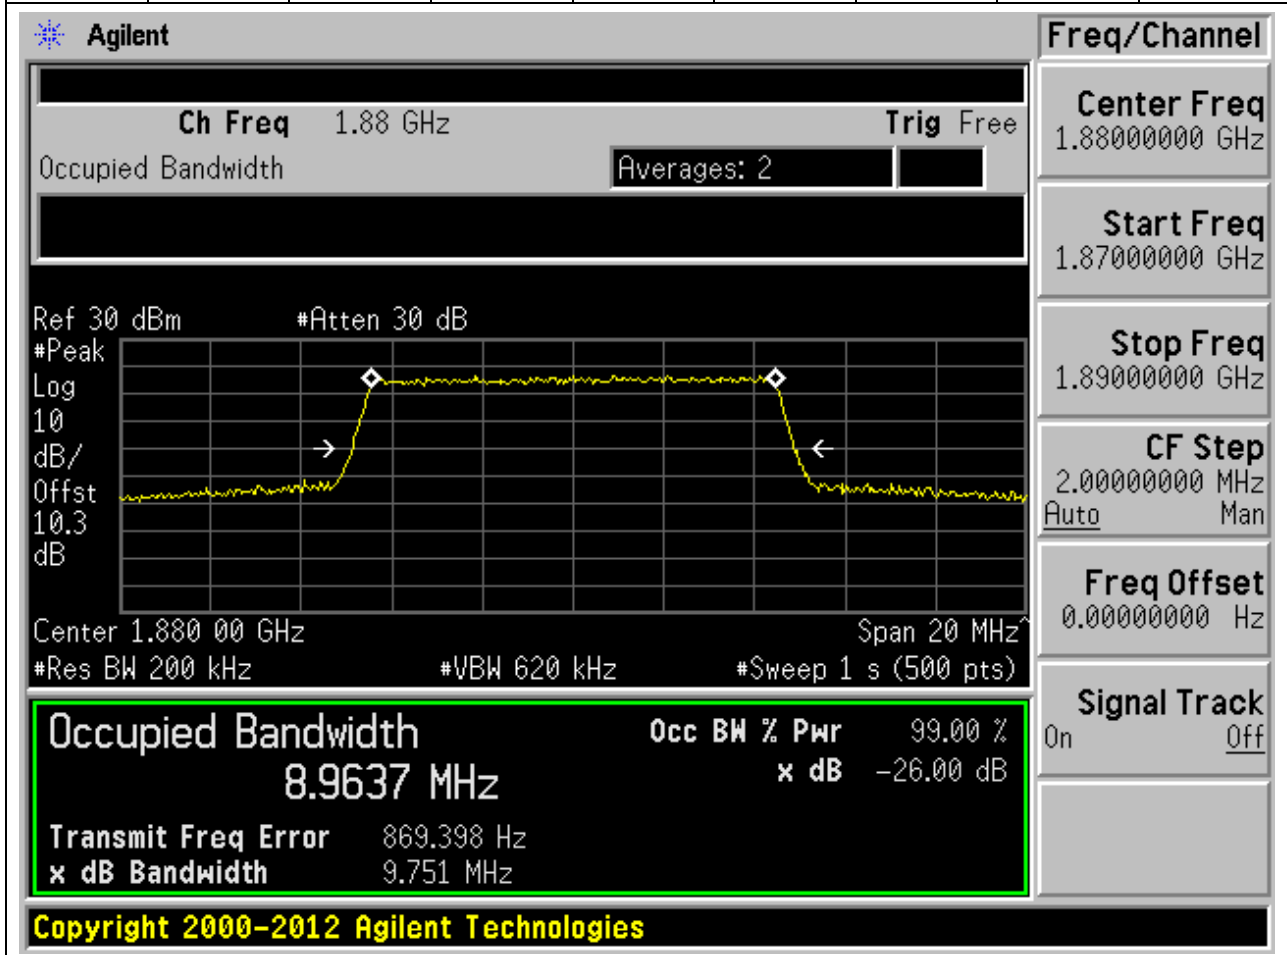 Agilent
Freq/Channel
Ch Freq 1.88 GHz Trig Free
Occupied Bandwidth Averages: 2
Center Freq
1.88000000 GHz
Start Freq
1.87000000 GHz
Stop Freq
1.89000000 GHz
CF Step
2.00000000 MHz
Auto Man
Freq Offset
0.00000000 Hz
Signal Track
On Off
Ref 30 dBm #Atten 30 dB
#Peak
Log
10
dB/
Offst
10.3
dB
Center 1.880 00 GHz Span 20 MHz^
#Res BW 200 kHz #VBW 620 kHz #Sweep 1 s (500 pts)
Occupied Bandwidth Occ BW % Pwr 99.00 %
8.9637 MHz x dB -26.00 dB
Transmit Freq Error 869.398 Hz
x dB Bandwidth 9.751 MHz
Copyright 2000-2012 Agilent Technologies